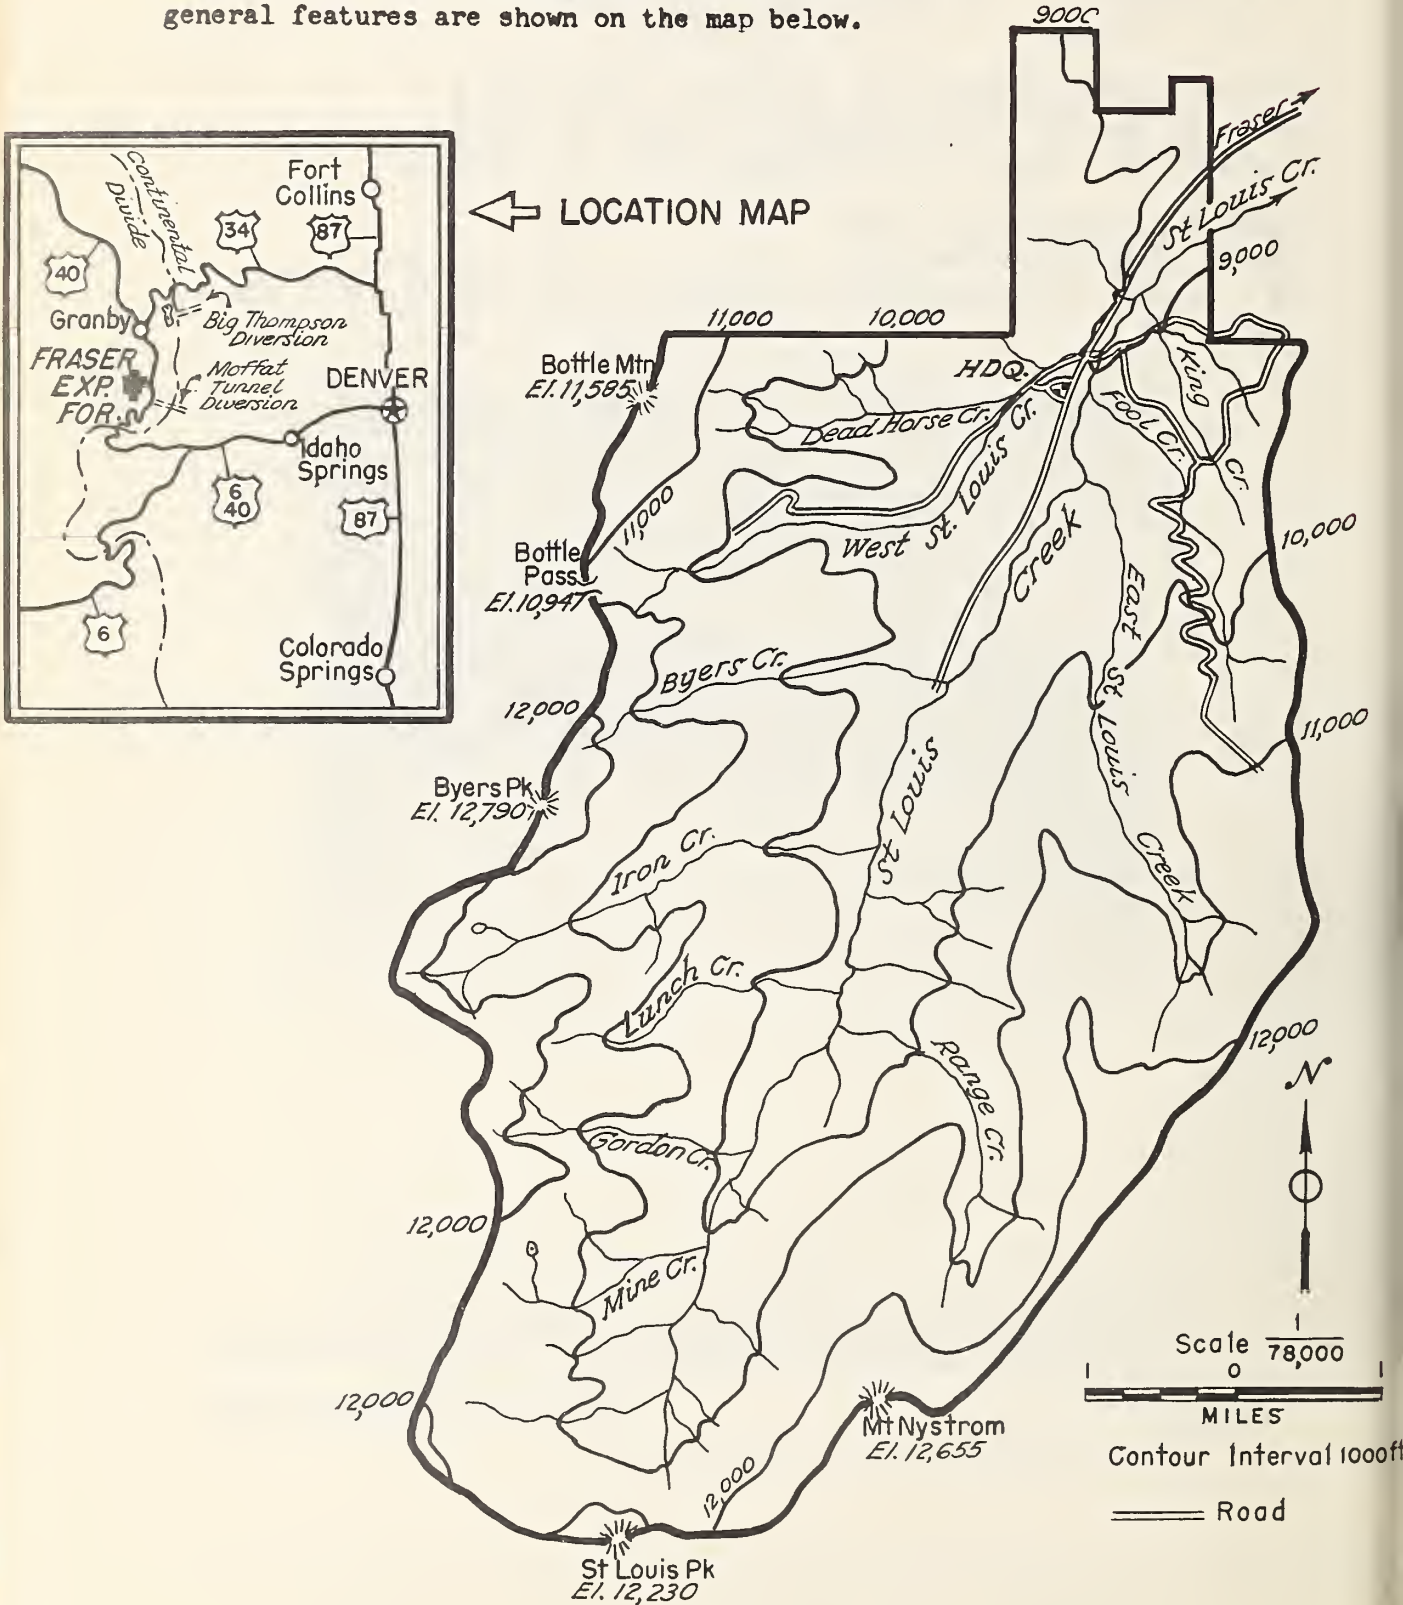 general features are shown on the map below.
900C
Fraser
St Louis Cr.
9,000
Continental
Divide
Fort
Collins
34
87
40
Granby
Big Thompson
Diversion
FRASER
EXP.
FOR.
Moffat
Tunnel
Diversion
DENVER
Idaho
Springs
6
40
87
6
Colorado
Springs
LOCATION MAP
11,000
10,000
Bottle Mtn
El. 11,585
HDQ.
King
Cr.
Fool Cr.
Dead Horse Cr.
West St. Louis Cr.
11,000
Bottle
Pass
El. 10,947
10,000
St Louis
Creek
East
St Louis
Creek
Byers Cr.
12,000
11,000
Byers Pk
El. 12,790
Iron Cr.
Lunch Cr.
Range Cr.
12,000
N
Gordon Cr.
12,000
Mine Cr.
12,000
12,000
Mt Nystrom
El. 12,655
St Louis Pk
El. 12,230
Scale 1
78,000
1 0 1
MILES
Contour Interval 1000ft
Road